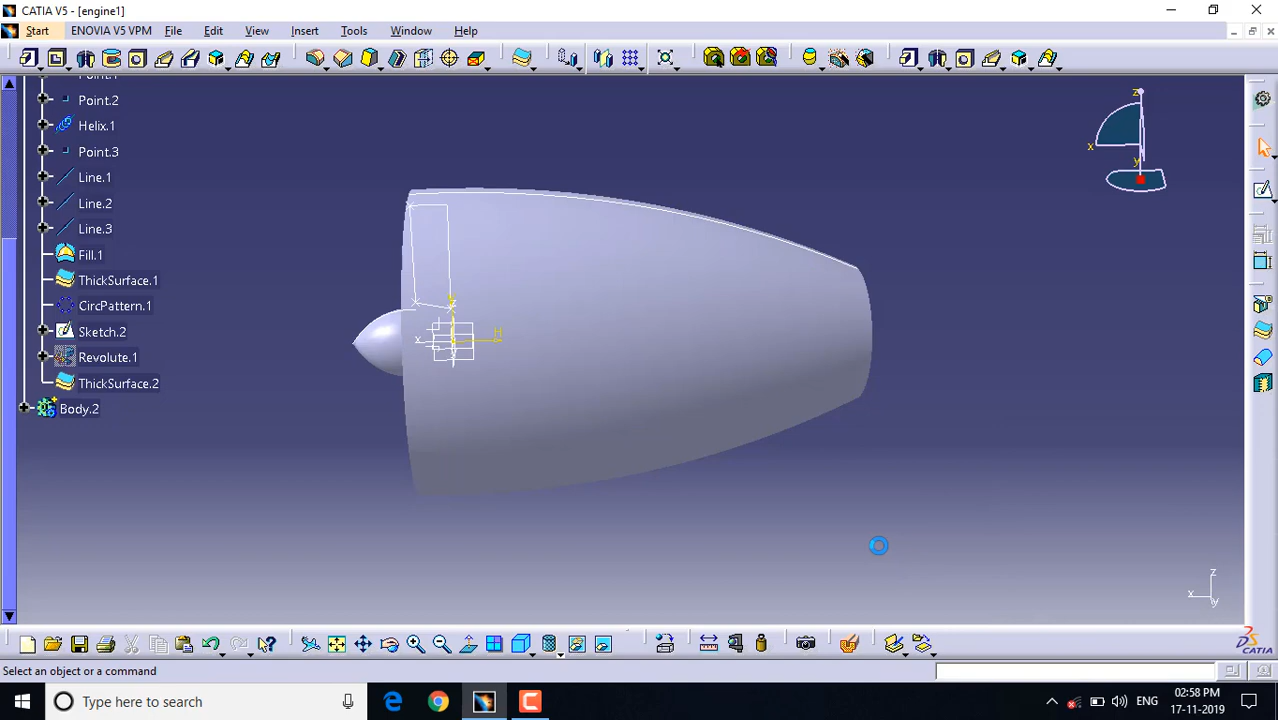 CATIA V5 - [engine1]
Start ENOVIA V5 VPM File Edit View Insert Tools Window Help
Point.2
Helix.1
Point.3
Line.1
Line.2
Line.3
Fill.1
ThickSurface.1
CircPattern.1
Sketch.2
Revolute.1
ThickSurface.2
Body.2
z
x
y
H
x
z
x
y
CATIA
Select an object or a command
Type here to search
ENG
02:58 PM
17-11-2019